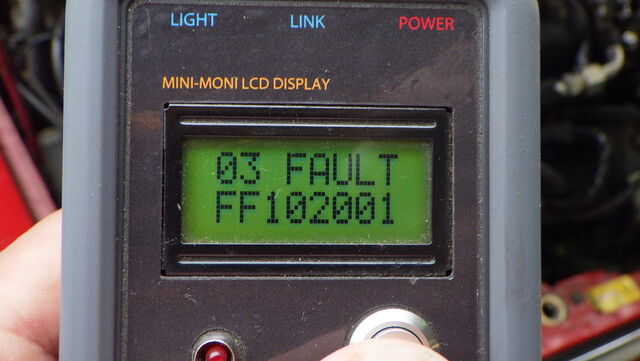 LIGHT LINK POWER
MINI-MONI LCD DISPLAY
03 FAULT
FF102001